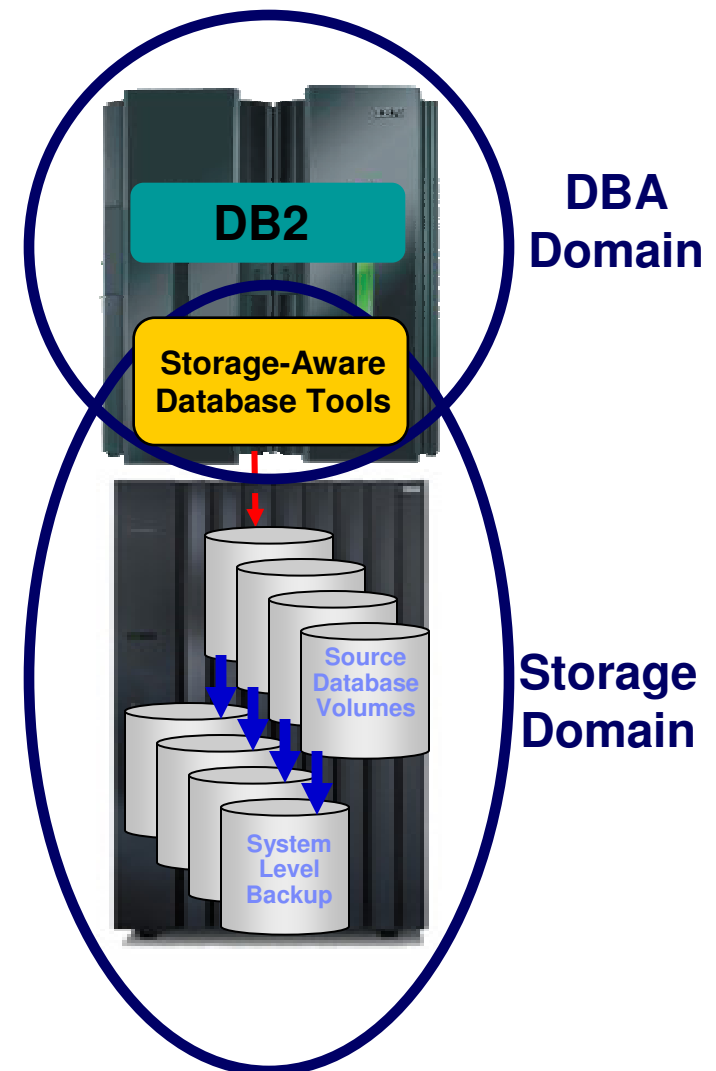 DB2
DBA
Domain
Storage-Aware
Database Tools
Source
Database
Volumes
Storage
Domain
System
Level
Backup